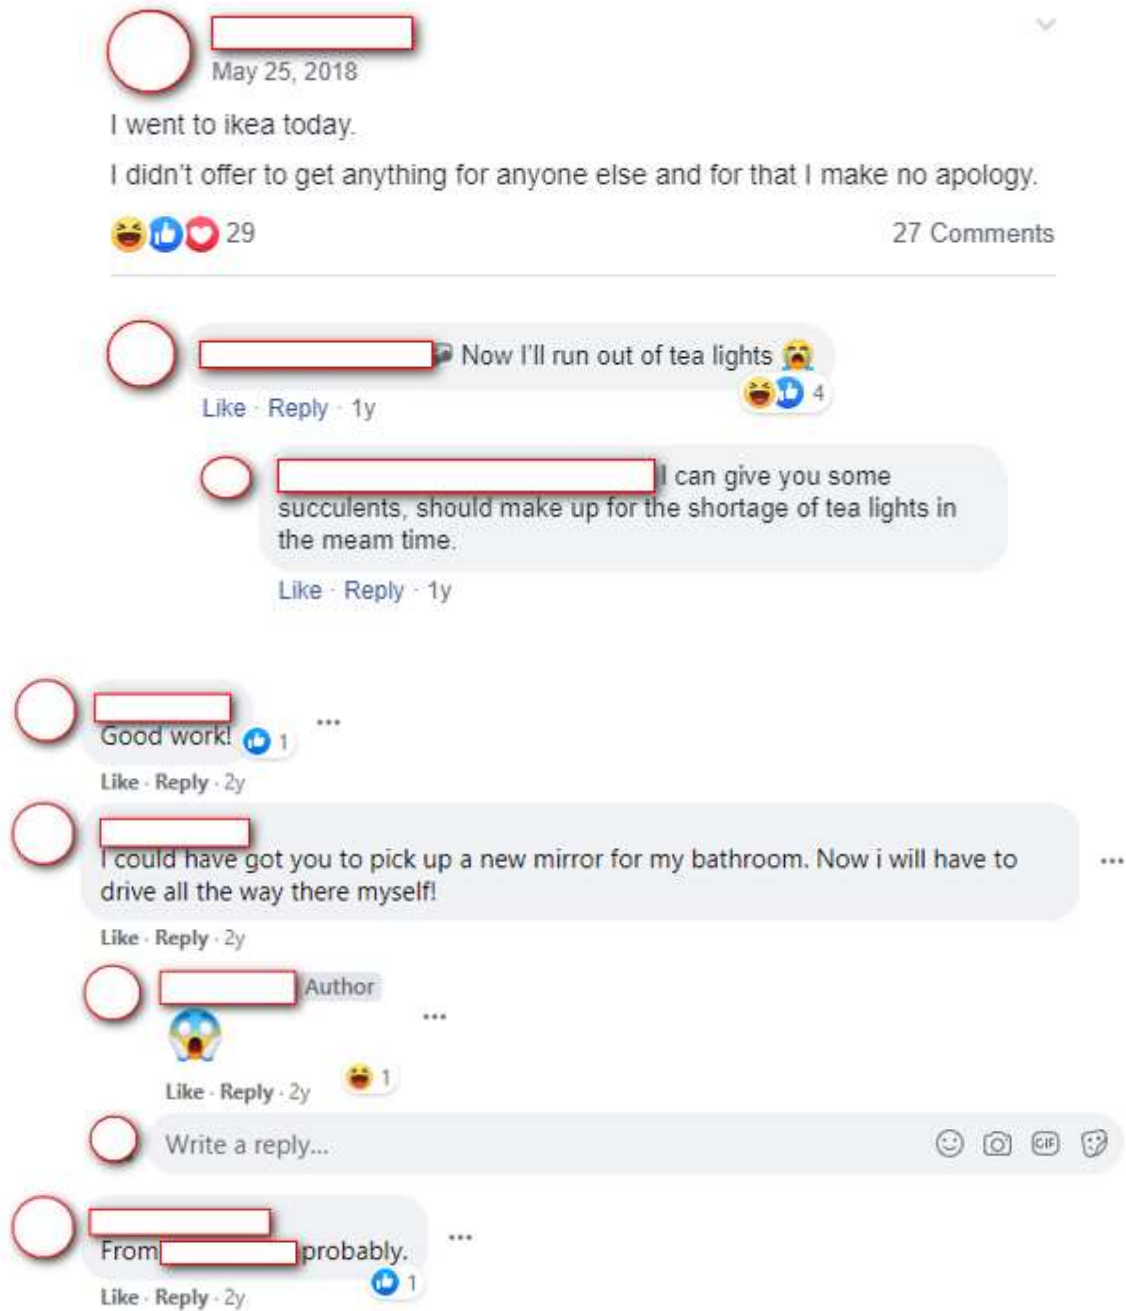 May 25, 2018
I went to ikea today.
I didn't offer to get anything for anyone else and for that I make no apology.
29
27 Comments
Now I'll run out of tea lights
4
Like · Reply · 1y
I can give you some
succulents, should make up for the shortage of tea lights in
the meam time.
Like · Reply · 1y
Good work!
1
Like · Reply · 2y
I could have got you to pick up a new mirror for my bathroom. Now i will have to
drive all the way there myself!
Like · Reply · 2y
Author
1
Like · Reply · 2y
Write a reply...
GIF
From probably.
1
Like · Reply · 2y